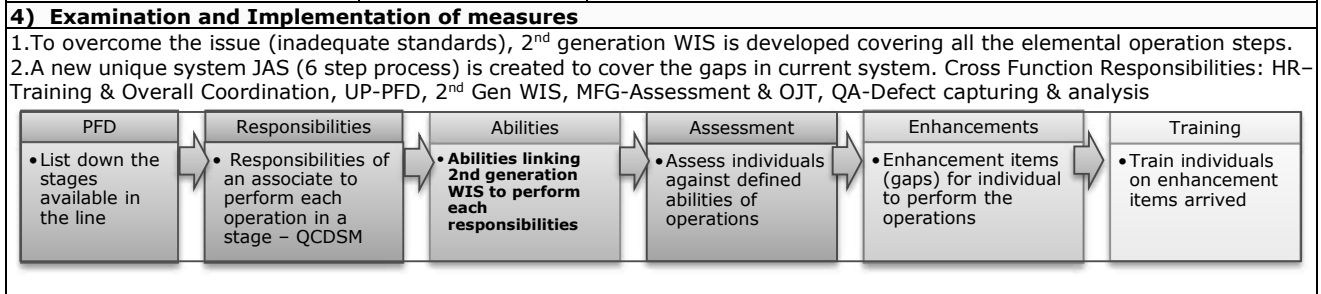 4) Examination and Implementation of measures
1.To overcome the issue (inadequate standards), 2nd generation WIS is developed covering all the elemental operation steps.
2.A new unique system JAS (6 step process) is created to cover the gaps in current system. Cross Function Responsibilities: HR–
Training & Overall Coordination, UP-PFD, 2nd Gen WIS, MFG-Assessment & OJT, QA-Defect capturing & analysis
PFD
•List down the
stages
available in
the line
Responsibilities
• Responsibilities of
an associate to
perform each
operation in a
stage – QCDSM
Abilities
•Abilities linking
2nd generation
WIS to perform
each
responsibilities
Assessment
•Assess individuals
against defined
abilities of
operations
Enhancements
•Enhancement items
(gaps) for individual
to perform the
operations
Training
•Train individuals
on enhancement
items arrived